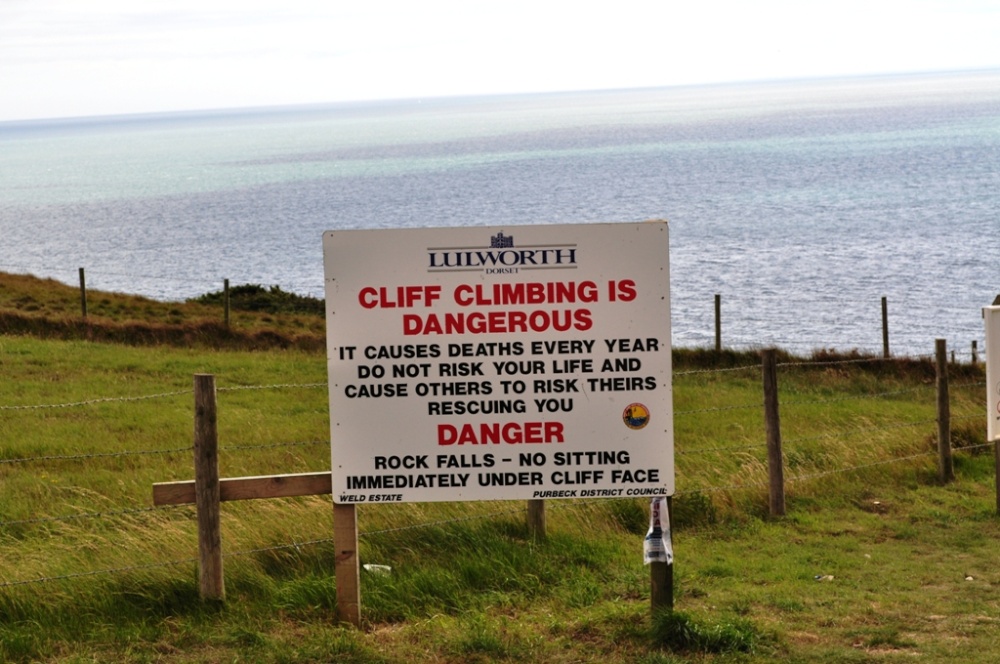 LULWORTH
DORSET
CLIFF CLIMBING IS
DANGEROUS
IT CAUSES DEATHS EVERY YEAR
DO NOT RISK YOUR LIFE AND
CAUSE OTHERS TO RISK THEIRS
RESCUING YOU
DANGER
ROCK FALLS – NO SITTING
IMMEDIATELY UNDER CLIFF FACE
WELD ESTATE PURBECK DISTRICT COUNCIL